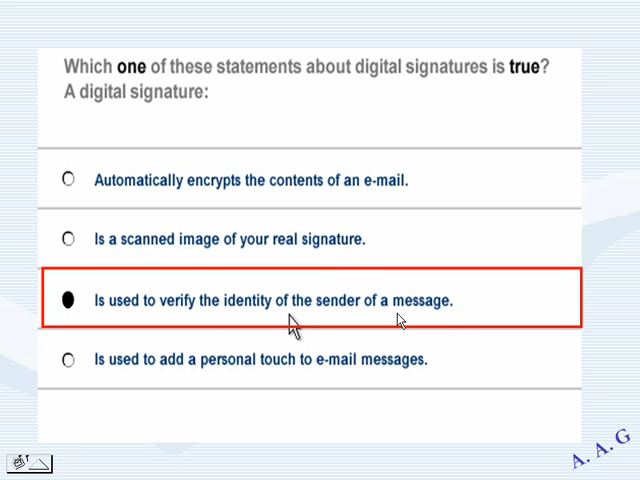 Which one of these statements about digital signatures is true?
A digital signature:
Automatically encrypts the contents of an e-mail.
Is a scanned image of your real signature.
Is used to verify the identity of the sender of a message.
Is used to add a personal touch to e-mail messages.
A. A. G